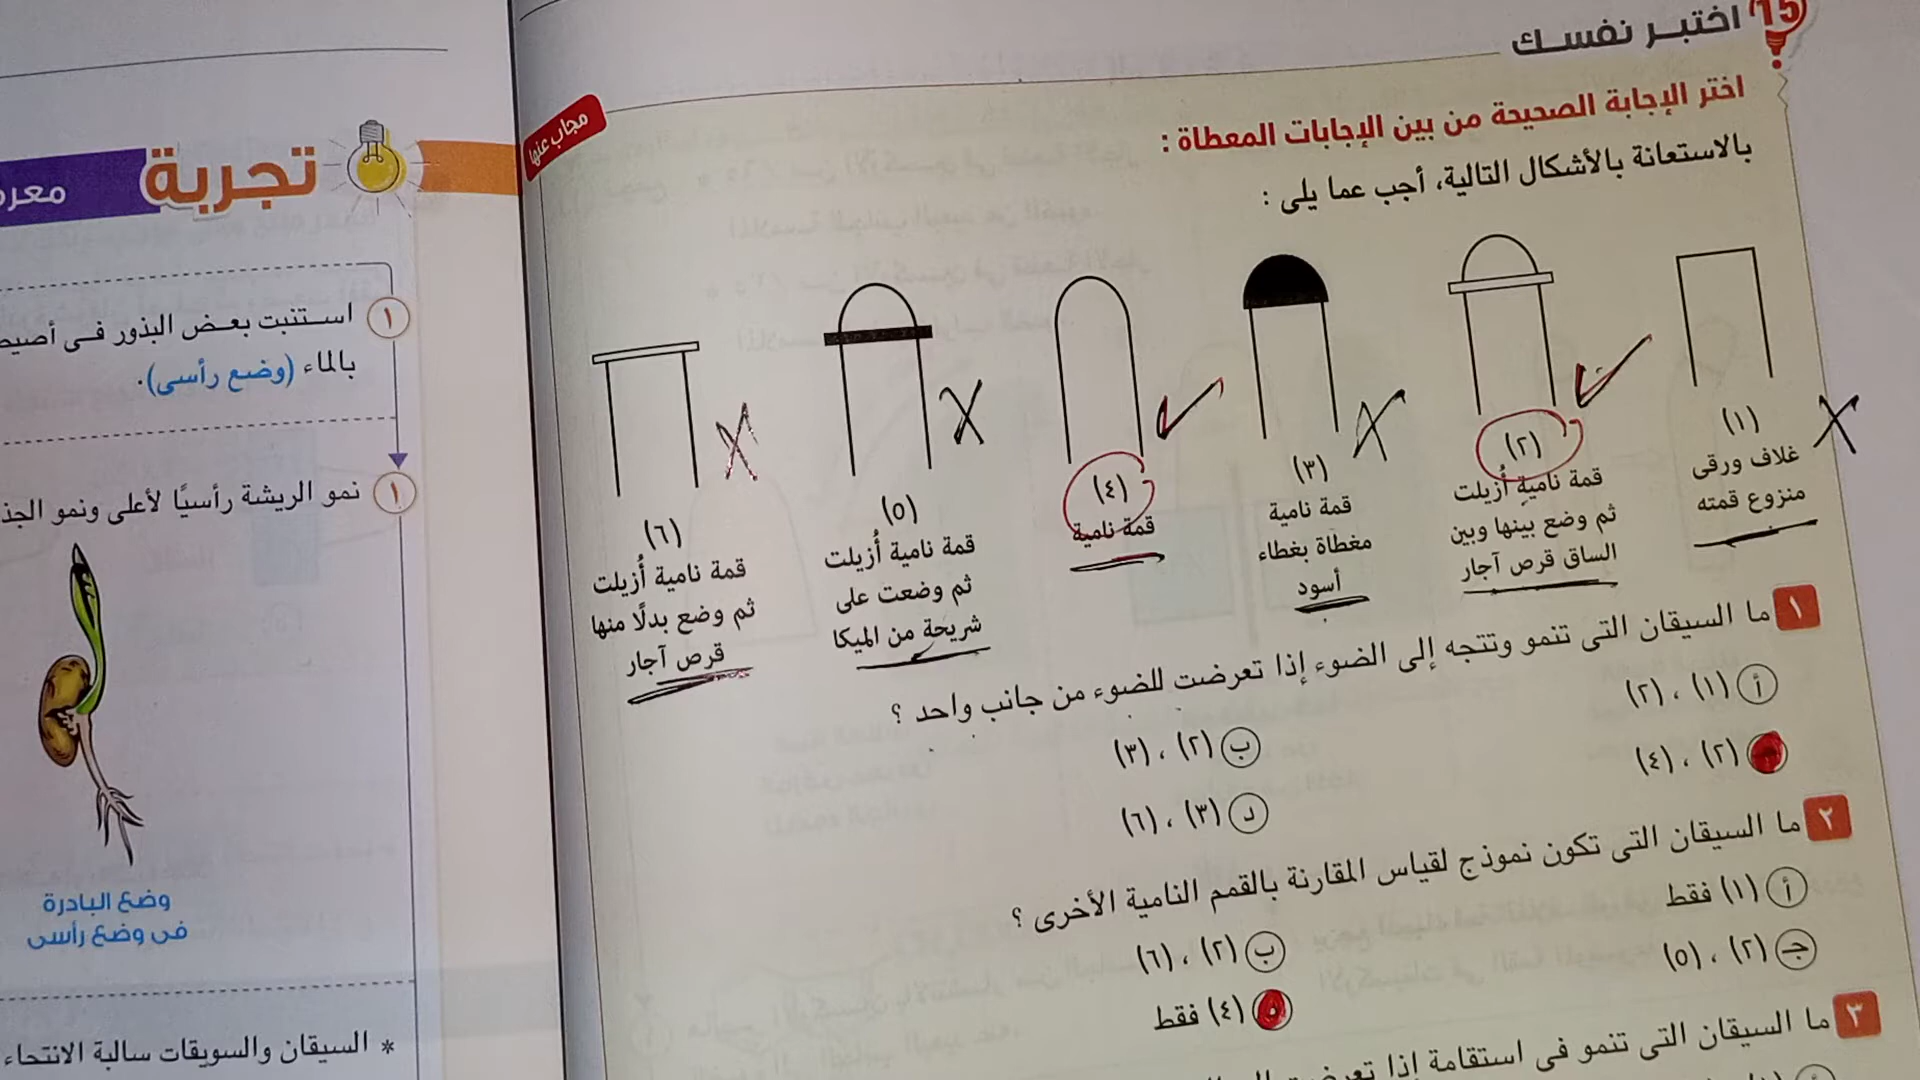 15 اختبر نفسك
مجاب عنها
اختر الإجابة الصحيحة من بين الإجابات المعطاة :
بالاستعانة بالأشكال التالية، أجب عما يلى :
(١)
غلاف ورقى
منزوع قمته
(٢)
قمة نامية أُزيلت
ثم وضع بينها وبين
الساق قرص آجار
(٣)
قمة نامية
مغطاة بغطاء
أسود
(٤)
قمة نامية
(٥)
قمة نامية أُزيلت
ثم وضعت على
شريحة من الميكا
(٦)
قمة نامية أُزيلت
ثم وضع بدلًا منها
قرص آجار
١ ما السيقان التى تنمو وتتجه إلى الضوء إذا تعرضت للضوء من جانب واحد ؟
أ (١) ، (٢)
ب (٢) ، (٣)
(٢) ، (٤)
د (٣) ، (٦)
٢ ما السيقان التى تكون نموذج لقياس المقارنة بالقمم النامية الأخرى ؟
أ (١) فقط
ب (٢) ، (٦)
جـ (٢) ، (٥)
(٤) فقط
٣ ما السيقان التى تنمو فى استقامة إذا
تجربة
١ استنبت بعض البذور فى
بالماء (وضع رأسى).
١ نمو الريشة رأسيًا لأعلى ونمو
وضع البادرة
فى وضع رأسى
* السيقان والسويقات سالبة الانتحاء